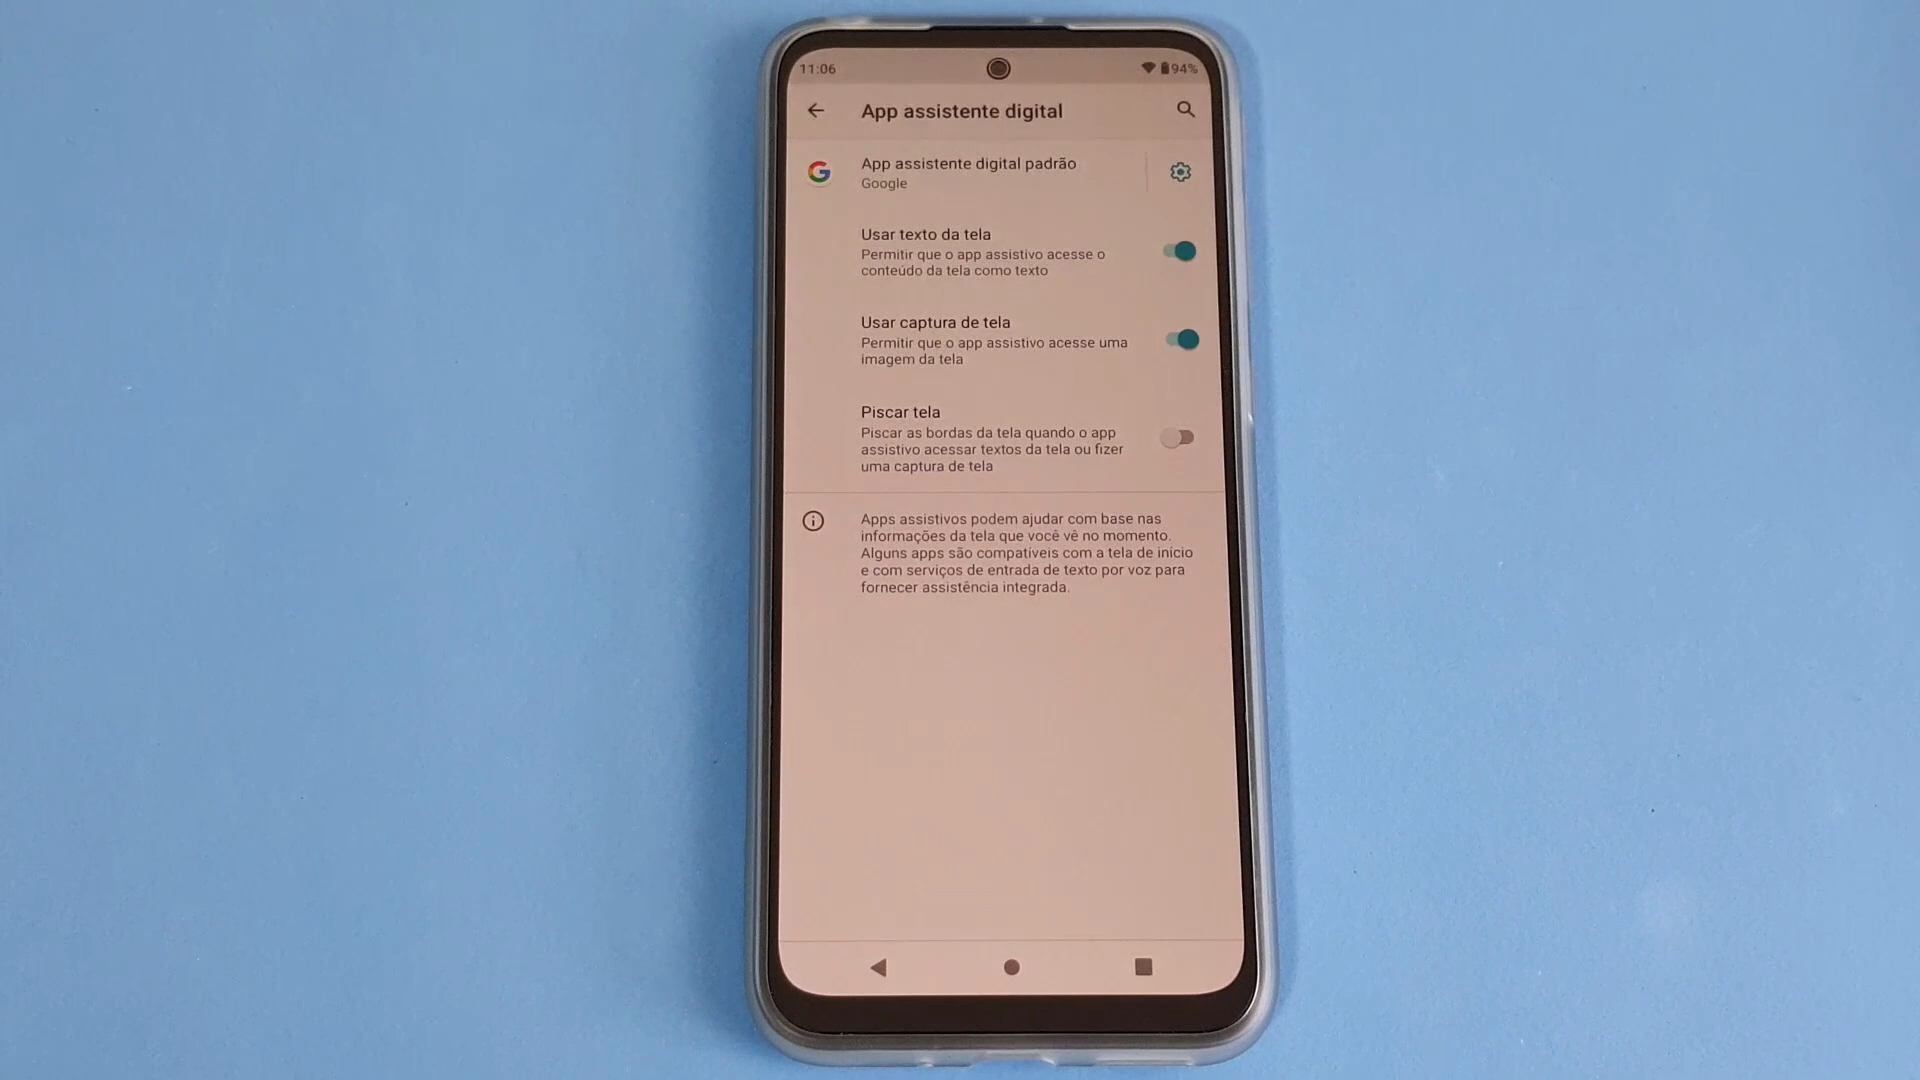 11:06
94%
App assistente digital
App assistente digital padrão
Google
Usar texto da tela
Permitir que o app assistivo acesse o
conteúdo da tela como texto
Usar captura de tela
Permitir que o app assistivo acesse uma
imagem da tela
Piscar tela
Piscar as bordas da tela quando o app
assistivo acessar textos da tela ou fizer
uma captura de tela
Apps assistivos podem ajudar com base nas
informações da tela que você vê no momento.
Alguns apps são compatíveis com a tela de início
e com serviços de entrada de texto por voz para
fornecer assistência integrada.